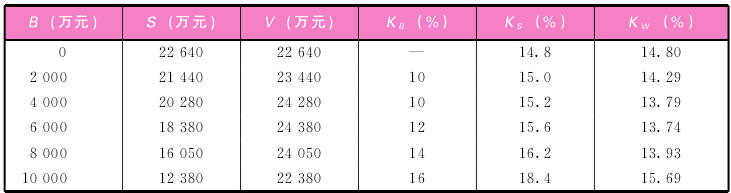 B (万元) S (万元) V (万元) K_B (%) K_S (%) K_W (%)
0 22 640 22 640 — 14.8 14.80
2 000 21 440 23 440 10 15.0 14.29
4 000 20 280 24 280 10 15.2 13.79
6 000 18 380 24 380 12 15.6 13.74
8 000 16 050 24 050 14 16.2 13.93
10 000 12 380 22 380 16 18.4 15.69